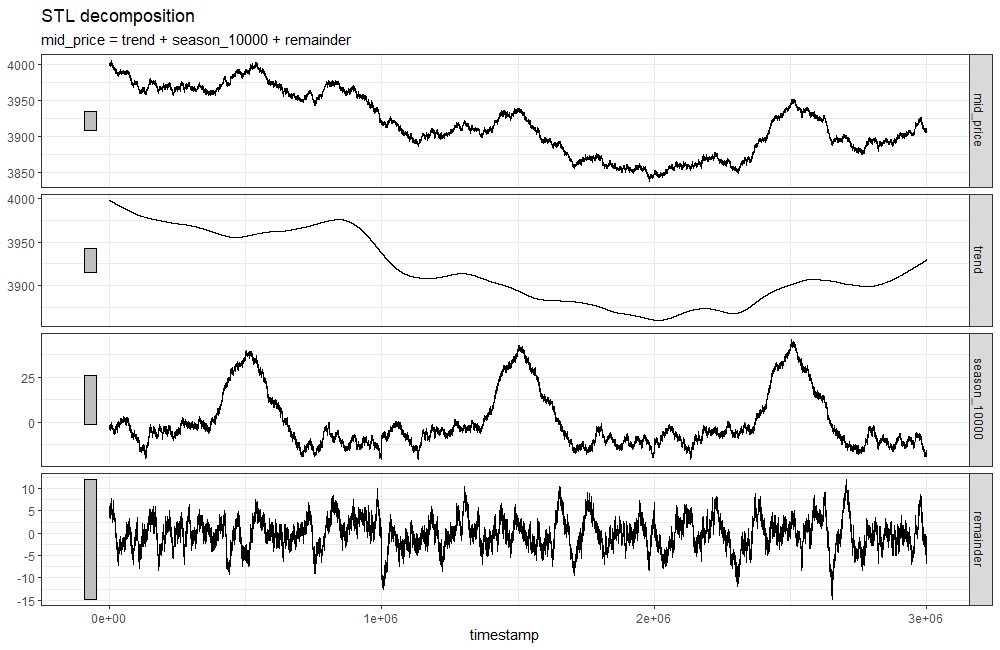 STL decomposition
mid_price = trend + season_10000 + remainder
4000
3950
3900
3850
mid_price
4000
3950
3900
trend
25
0
season_10000
10
5
0
-5
-10
-15
remainder
0e+00 1e+06 2e+06 3e+06
timestamp